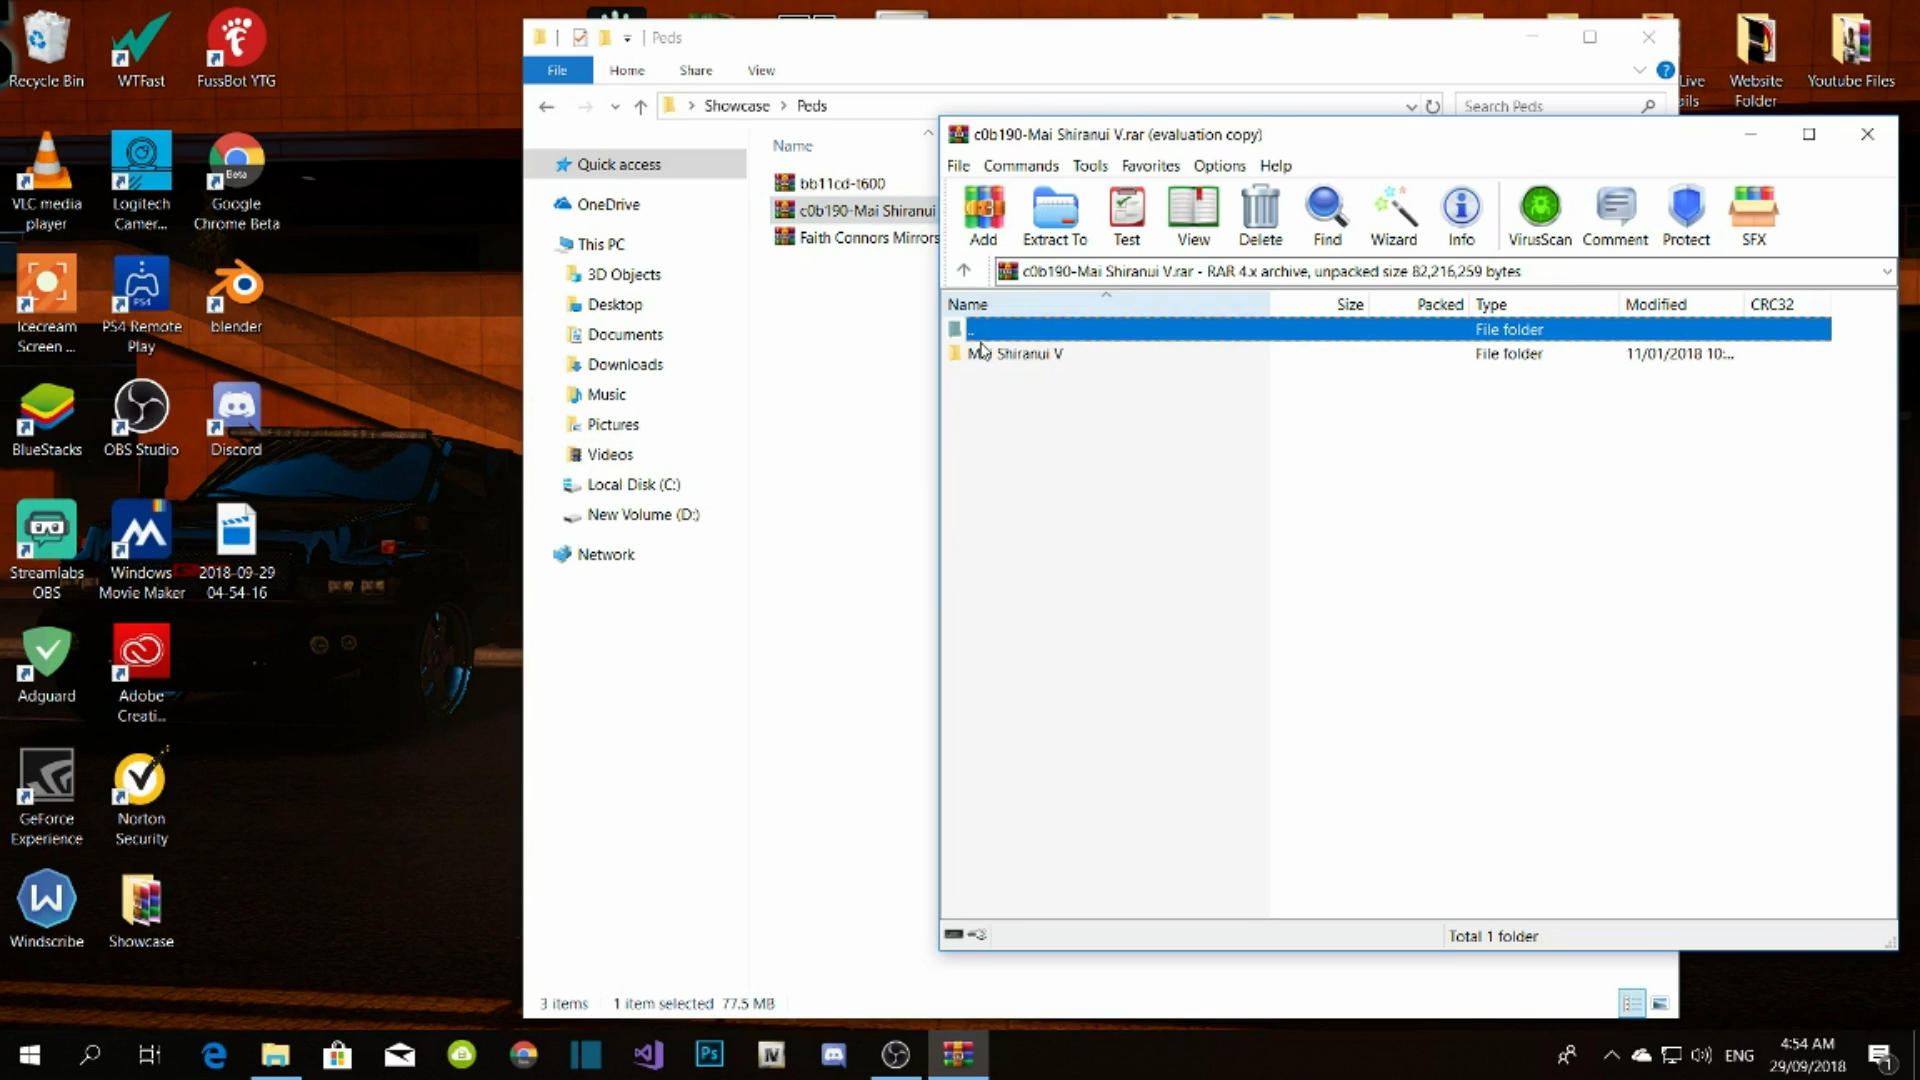 Recycle Bin
WTFast
FussBot YTG
VLC media
player
Logitech
Camer...
Google
Chrome Beta
Beta
Icecream
Screen ...
PS4 Remote
Play
PS4
blender
BlueStacks
OBS Studio
Discord
Streamlabs
OBS
Windows
Movie Maker
2018-09-29
04-54-16
Adguard
Adobe
Creati...
GeForce
Experience
Norton
Security
Windscribe
Showcase
Website
Folder
Youtube Files
Live
Peds
File
Home
Share
View
Showcase
Peds
Search Peds
Quick access
OneDrive
This PC
3D Objects
Desktop
Documents
Downloads
Music
Pictures
Videos
Local Disk (C:)
New Volume (D:)
Network
Name
bb11cd-t600
c0b190-Mai Shiranui
Faith Connors Mirrors
3 items
1 item selected 77.5 MB
c0b190-Mai Shiranui V.rar (evaluation copy)
File
Commands
Tools
Favorites
Options
Help
Add
Extract To
Test
View
Delete
Find
Wizard
Info
VirusScan
Comment
Protect
SFX
c0b190-Mai Shiranui V.rar - RAR 4.x archive, unpacked size 82,216,259 bytes
Name
Size
Packed
Type
Modified
CRC32
..
File folder
Mai Shiranui V
File folder
11/01/2018 10:...
Total 1 folder
Ps
IV
ENG
4:54 AM
29/09/2018
1